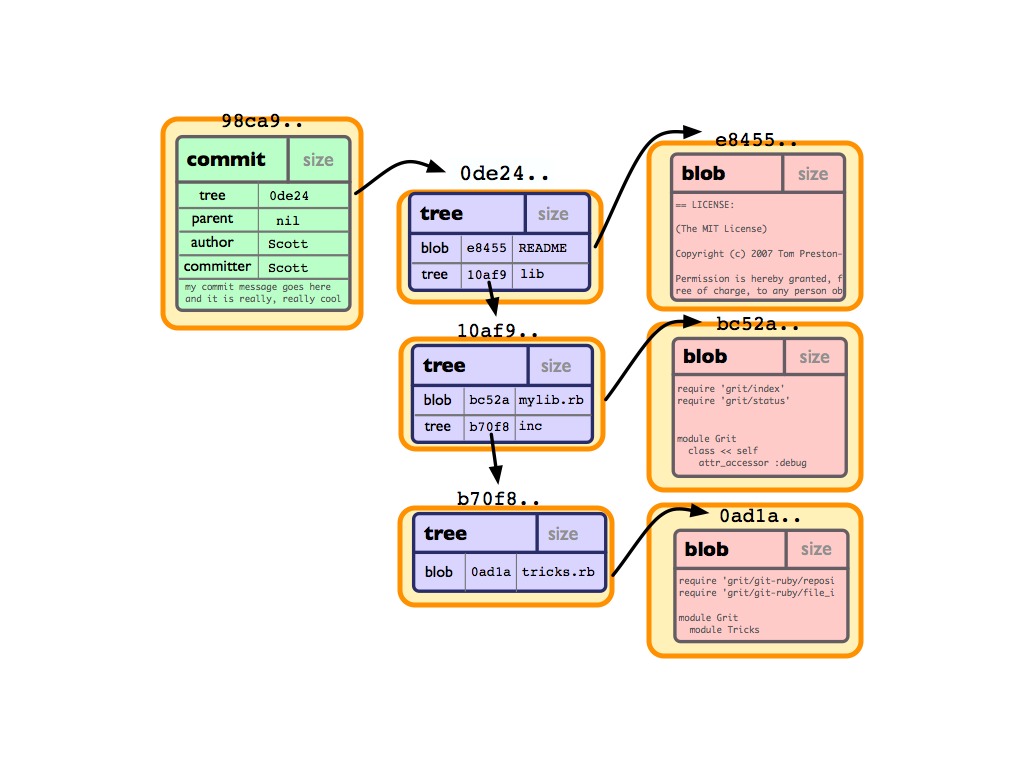 98ca9..
commit size
tree 0de24
parent nil
author Scott
committer Scott
my commit message goes here
and it is really, really cool
0de24..
tree size
blob e8455 README
tree 10af9 lib
10af9..
tree size
blob bc52a mylib.rb
tree b70f8 inc
b70f8..
tree size
blob 0ad1a tricks.rb
e8455..
blob size
== LICENSE:
(The MIT License)
Copyright (c) 2007 Tom Preston-
Permission is hereby granted, f
ree of charge, to any person ob
bc52a..
blob size
require 'grit/index'
require 'grit/status'
module Grit
class << self
attr_accessor :debug
0ad1a..
blob size
require 'grit/git-ruby/reposi
require 'grit/git-ruby/file_i
module Grit
module Tricks